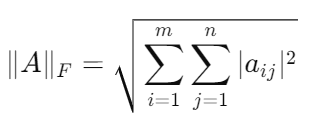 ‖A‖_F = √(∑_{i=1}^{m} ∑_{j=1}^{n} |a_{ij}|²)